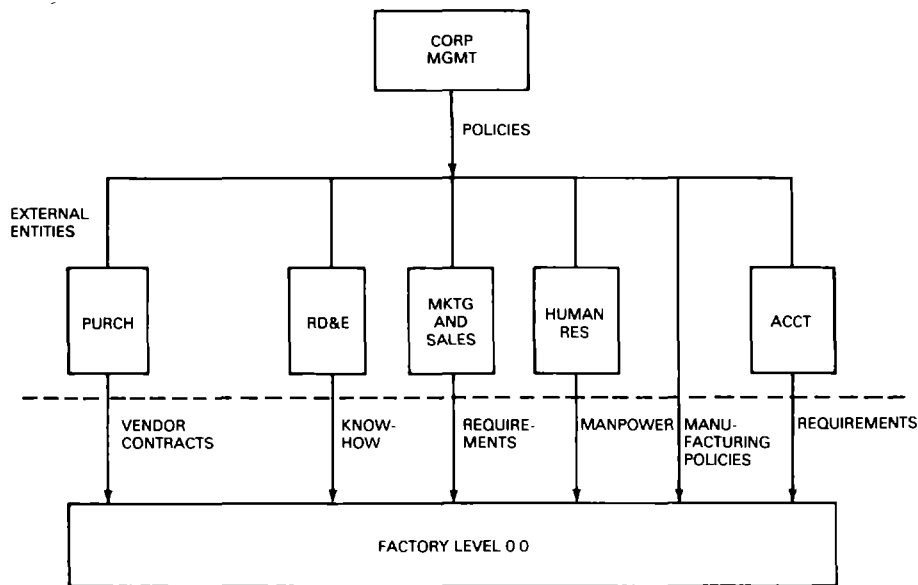 CORP
MGMT
POLICIES
EXTERNAL
ENTITIES
PURCH
RD&E
MKTG
AND
SALES
HUMAN
RES
ACCT
VENDOR
CONTRACTS
KNOW-
HOW
REQUIRE-
MENTS
MANPOWER
MANU-
FACTURING
POLICIES
REQUIREMENTS
FACTORY LEVEL 0 0